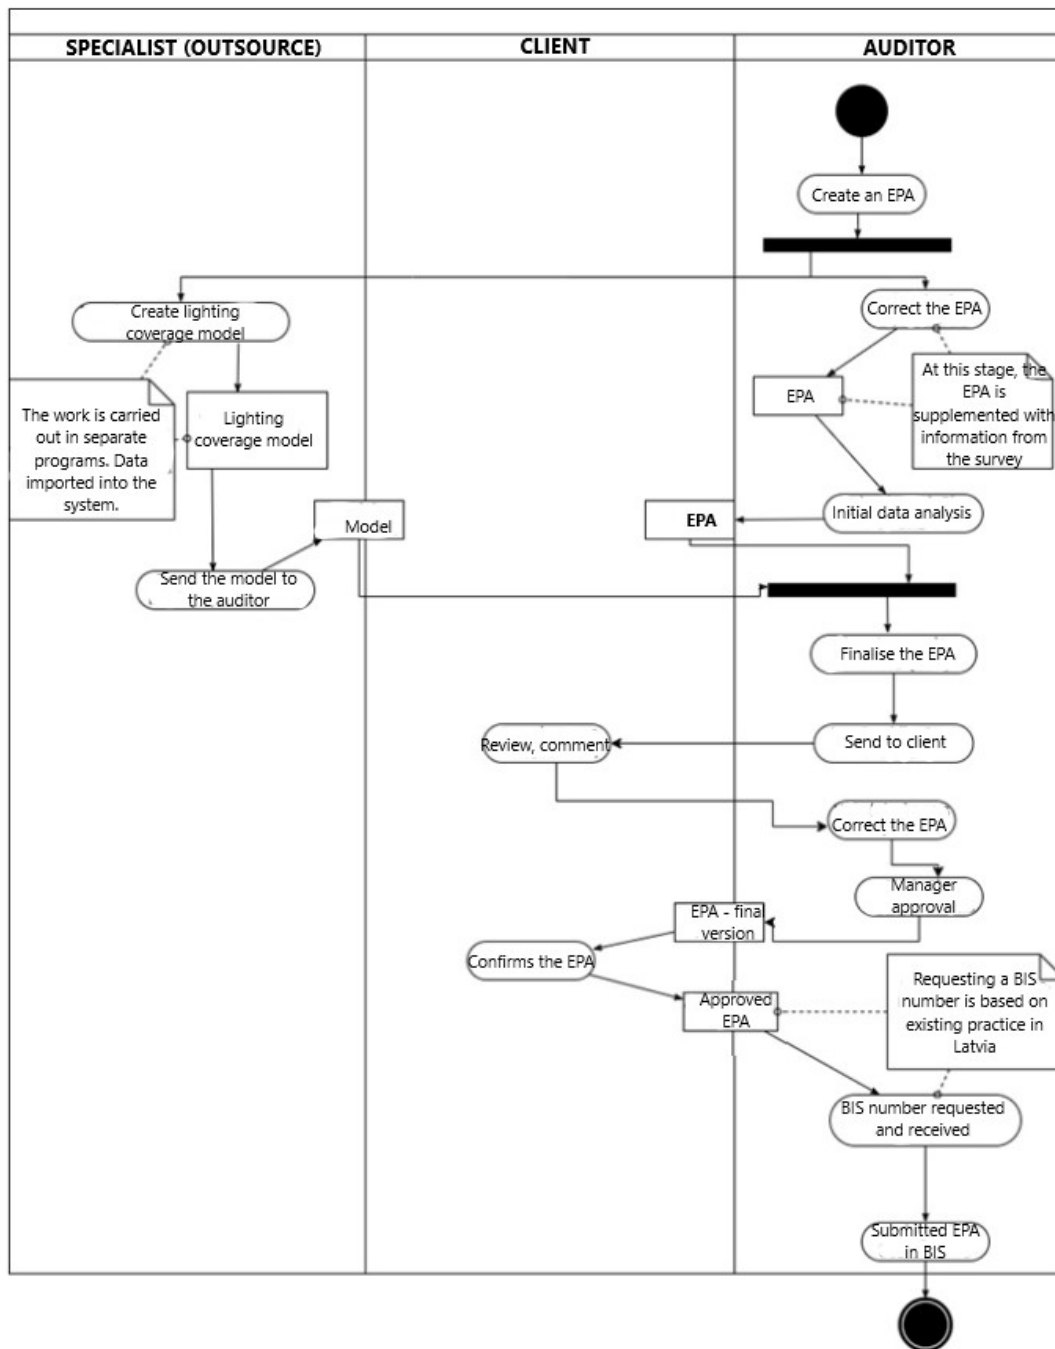 SPECIALIST (OUTSOURCE)
CLIENT
AUDITOR
Create an EPA
Create lighting
coverage model
Correct the EPA
The work is carried
out in separate
programs. Data
imported into the
system.
Lighting
coverage model
EPA
At this stage, the
EPA is
supplemented with
information from
the survey
Model
EPA
Initial data analysis
Send the model to
the auditor
Finalise the EPA
Review, comment
Send to client
Correct the EPA
Manager
approval
EPA - final
version
Confirms the EPA
Approved
EPA
Requesting a BIS
number is based on
existing practice in
Latvia
BIS number requested
and received
Submitted EPA
in BIS